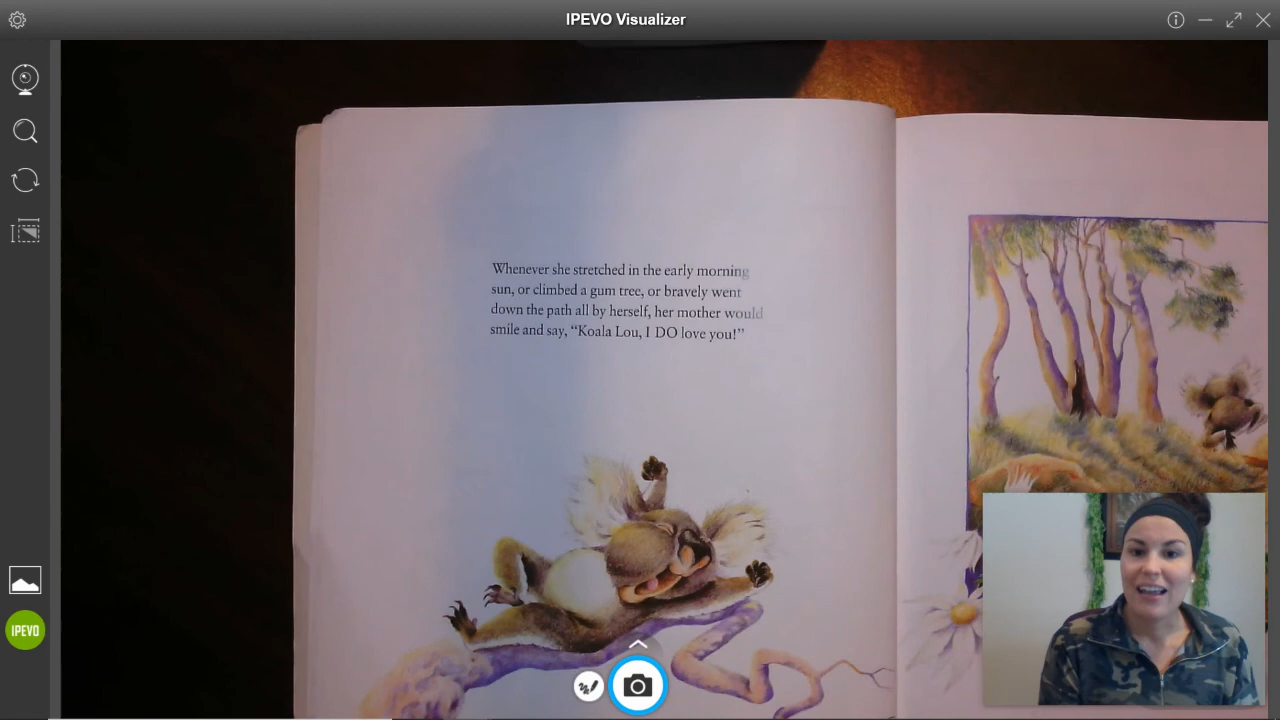 IPEVO Visualizer
Whenever she stretched in the early morning
sun, or climbed a gum tree, or bravely went
down the path all by herself, her mother would
smile and say, “Koala Lou, I DO love you!”
IPEVO